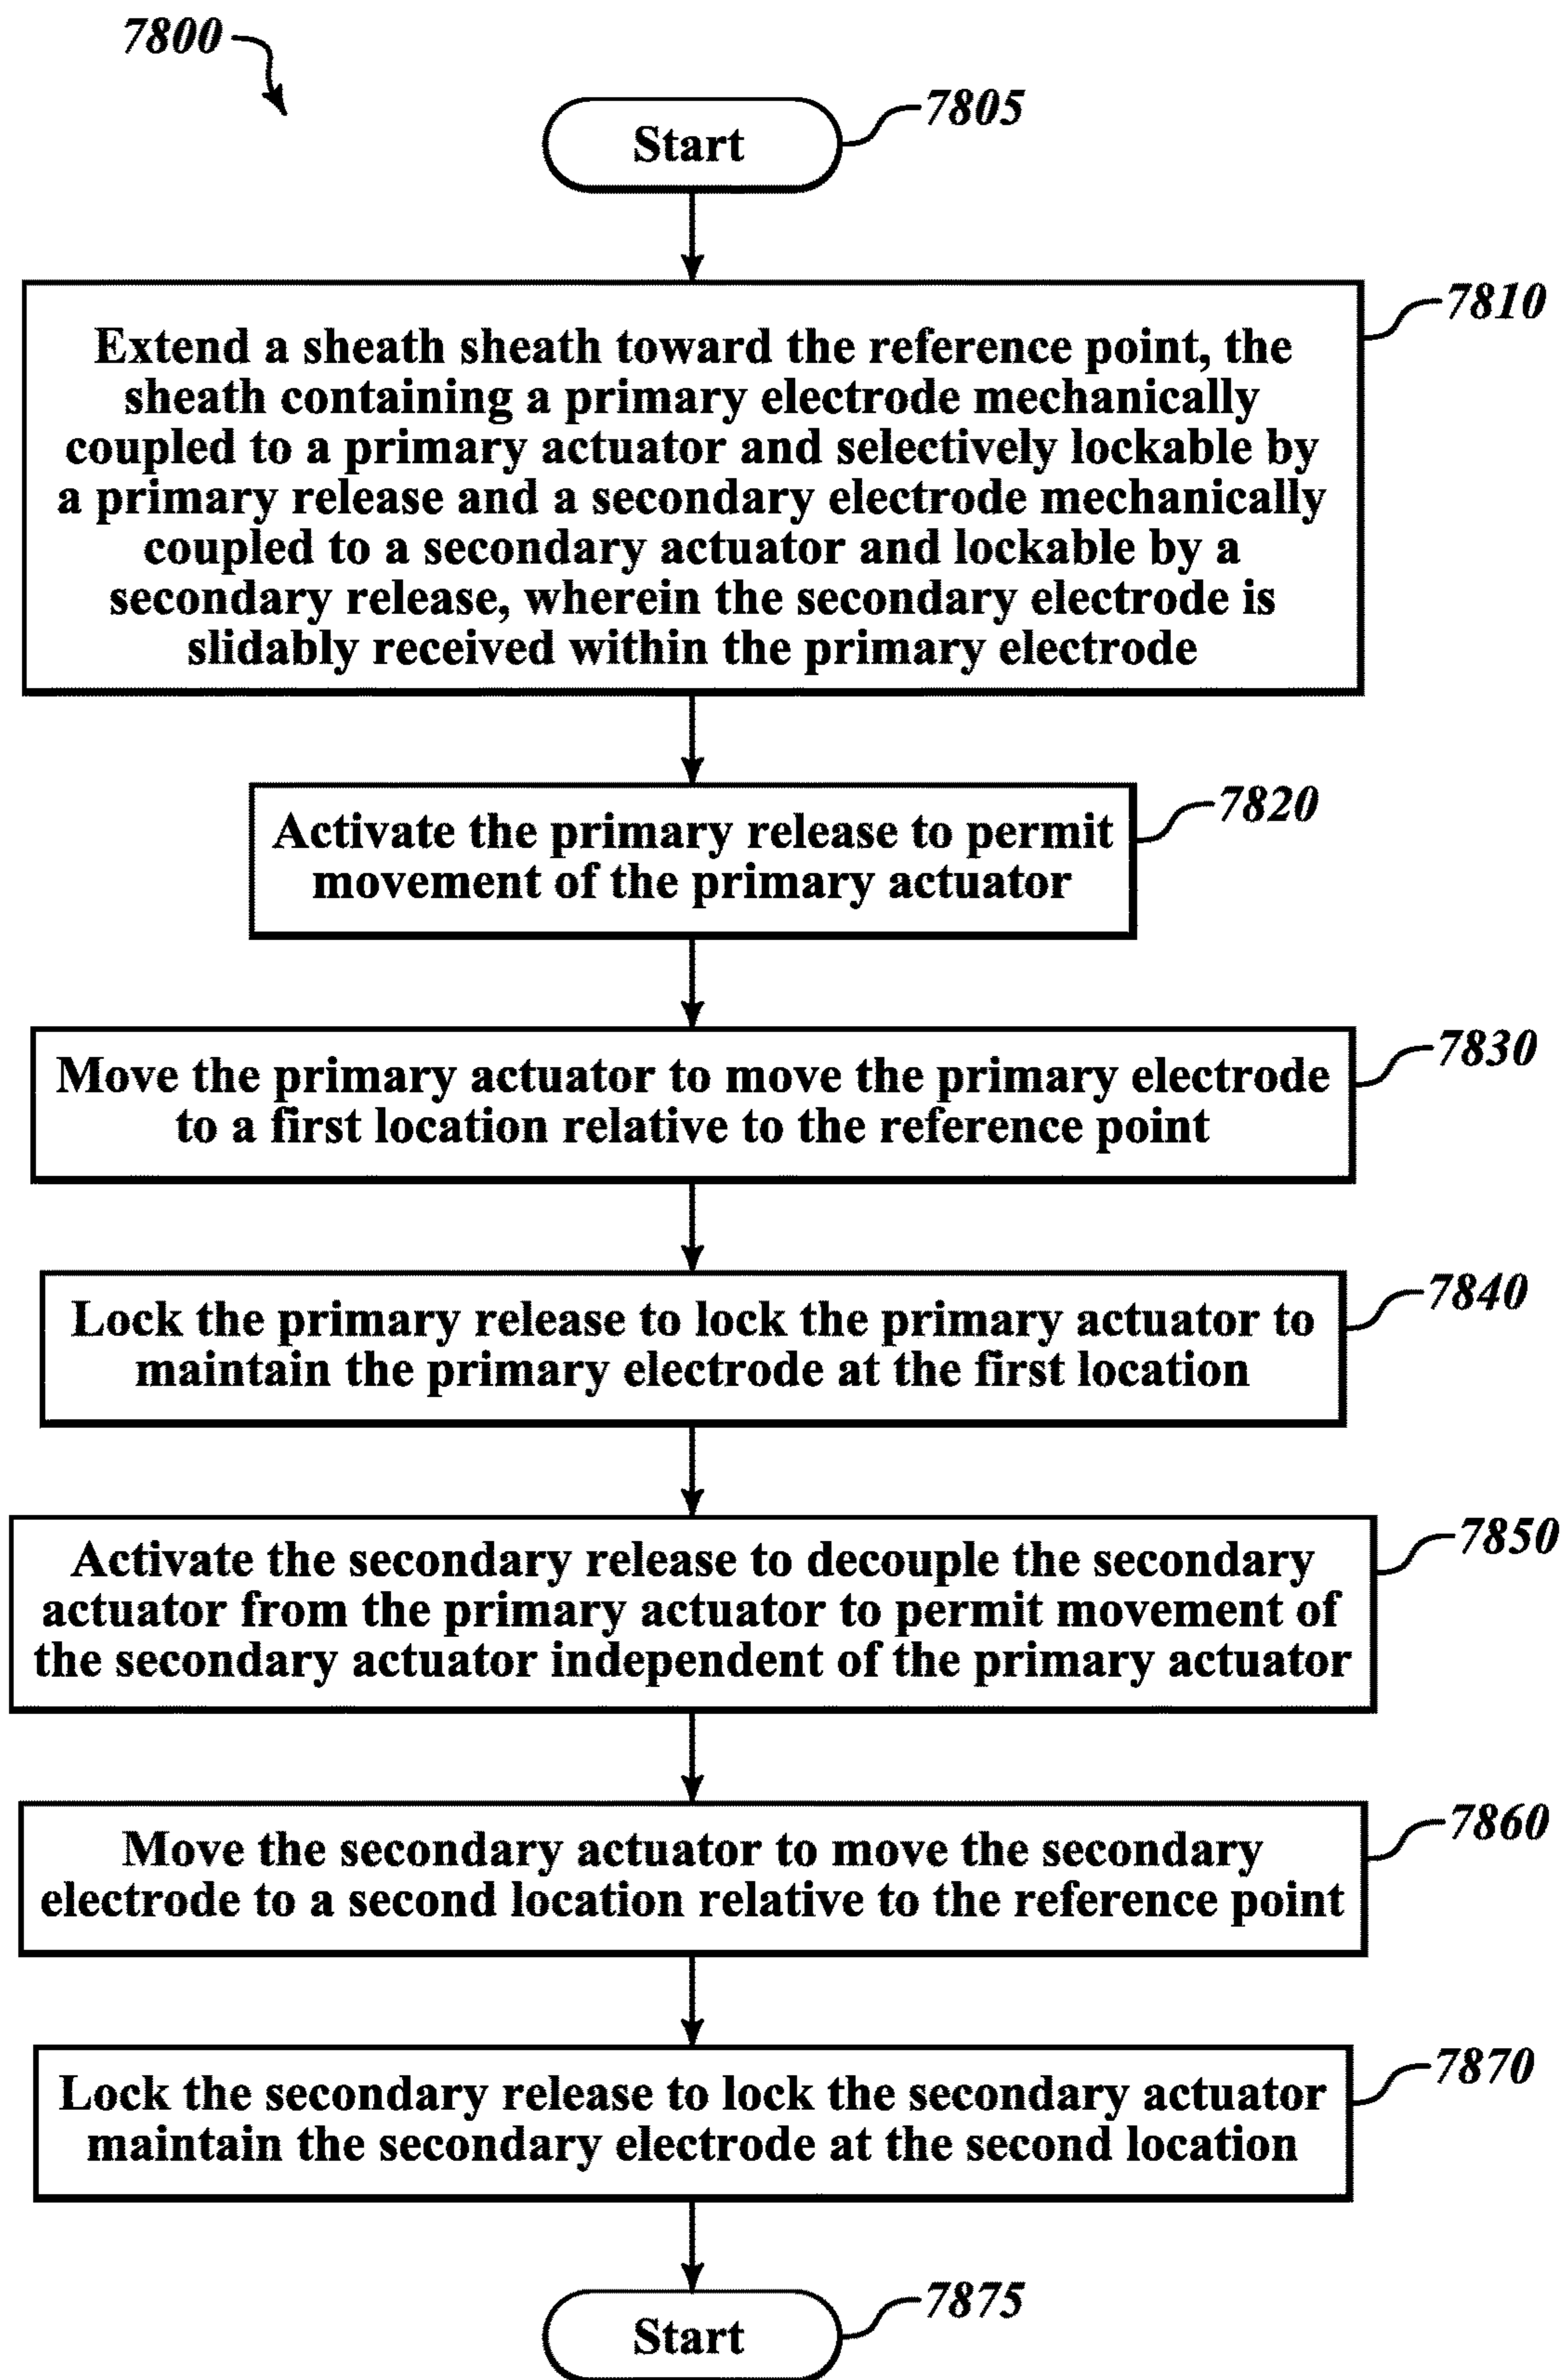 7800
Start
7805
7810
Extend a sheath sheath toward the reference point, the
sheath containing a primary electrode mechanically
coupled to a primary actuator and selectively lockable by
a primary release and a secondary electrode mechanically
coupled to a secondary actuator and lockable by a
secondary release, wherein the secondary electrode is
slidably received within the primary electrode
7820
Activate the primary release to permit
movement of the primary actuator
7830
Move the primary actuator to move the primary electrode
to a first location relative to the reference point
7840
Lock the primary release to lock the primary actuator to
maintain the primary electrode at the first location
7850
Activate the secondary release to decouple the secondary
actuator from the primary actuator to permit movement of
the secondary actuator independent of the primary actuator
7860
Move the secondary actuator to move the secondary
electrode to a second location relative to the reference point
7870
Lock the secondary release to lock the secondary actuator
maintain the secondary electrode at the second location
7875
Start